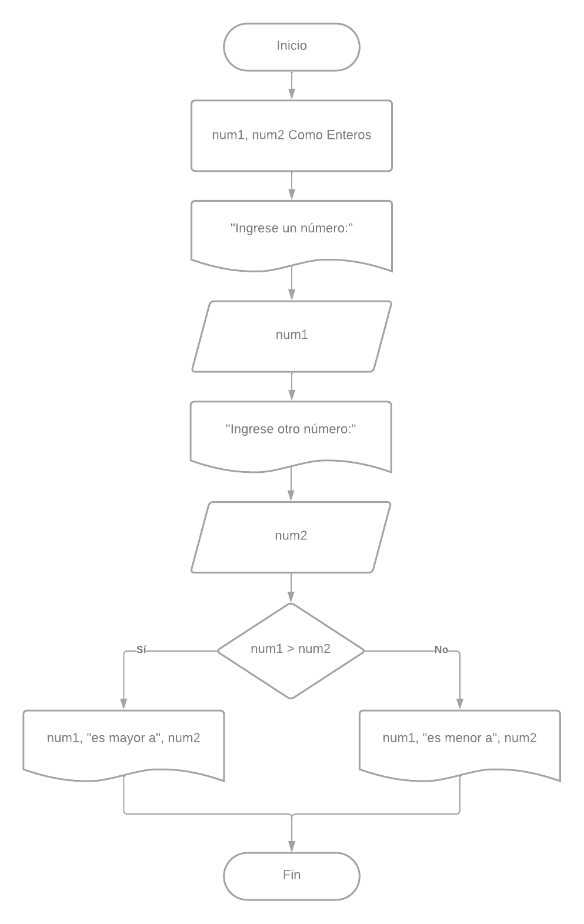 Inicio
num1, num2 Como Enteros
"Ingrese un número:"
num1
"Ingrese otro número:"
num2
num1 > num2
Sí
No
num1, "es mayor a", num2
num1, "es menor a", num2
Fin